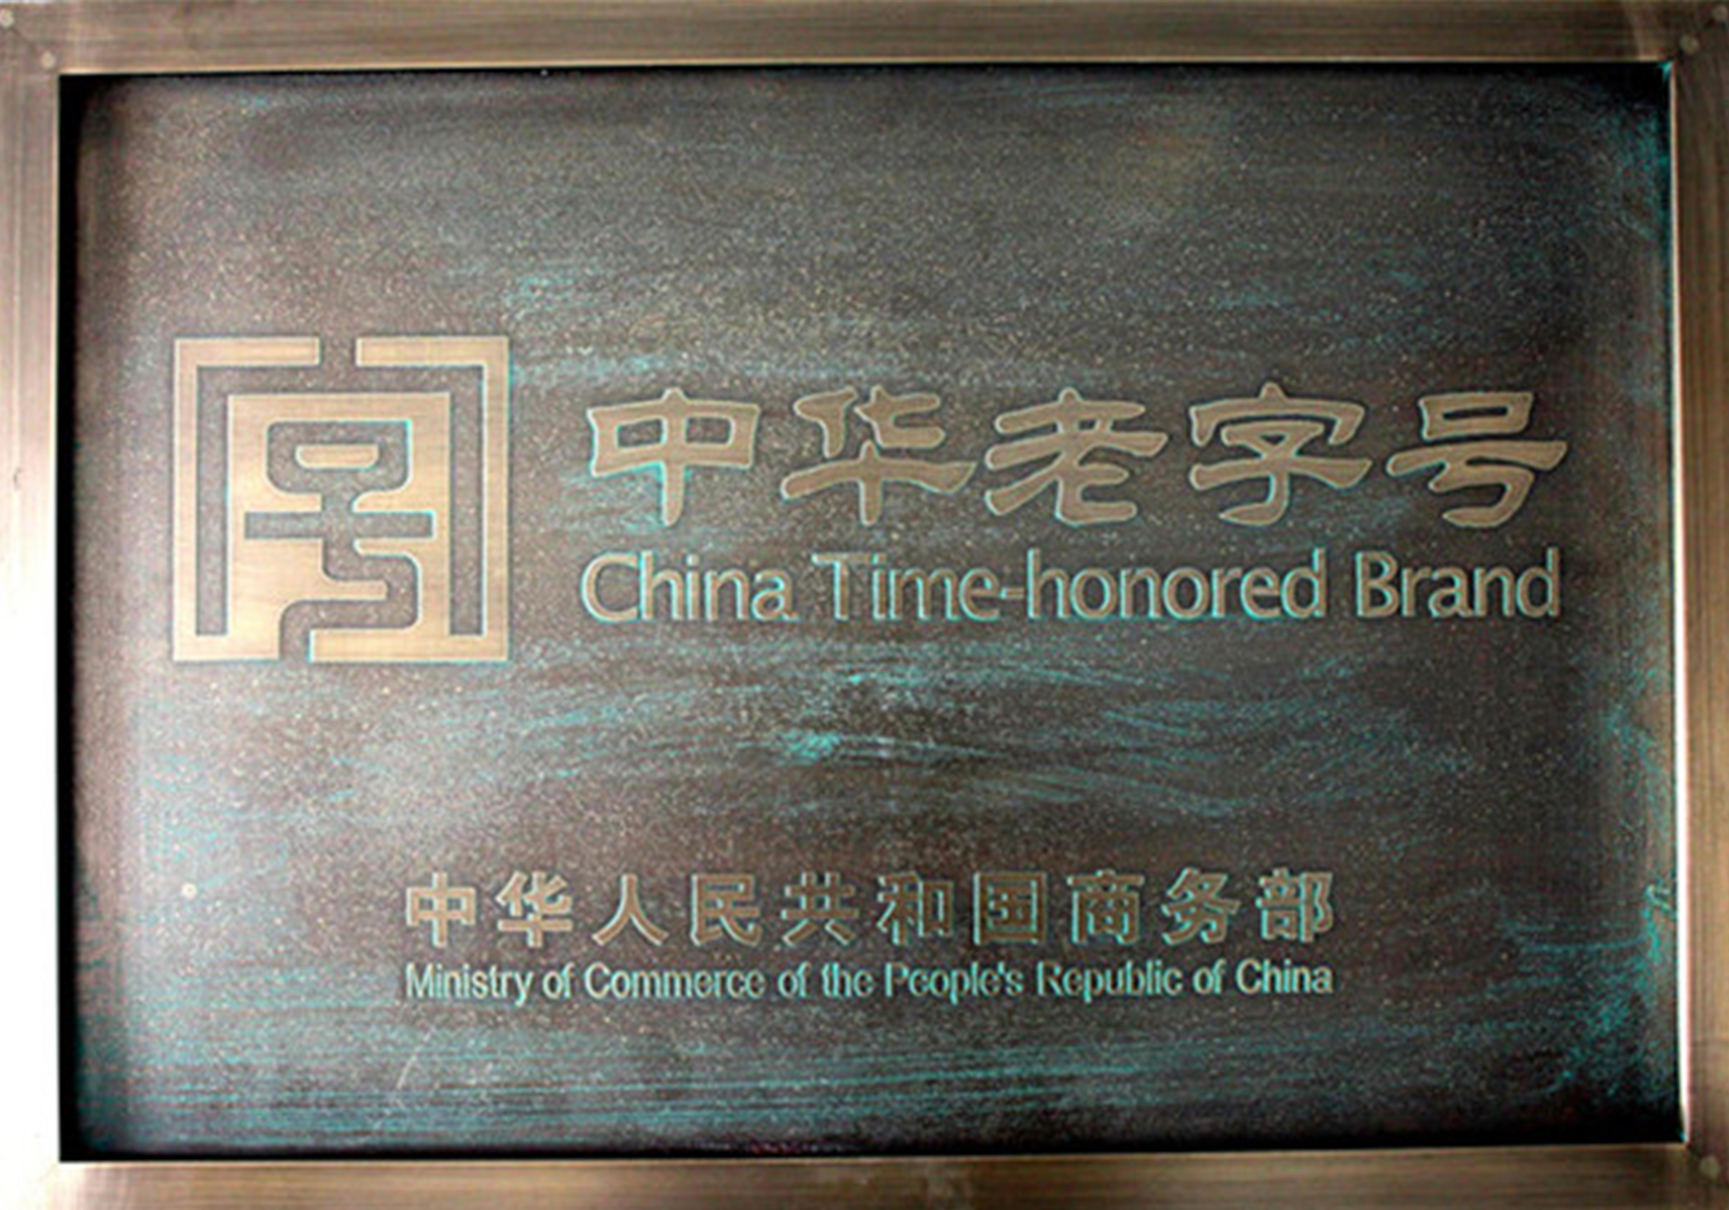 中华老字号
China Time-honored Brand
中华人民共和国商务部
Ministry of Commerce of the People's Republic of China